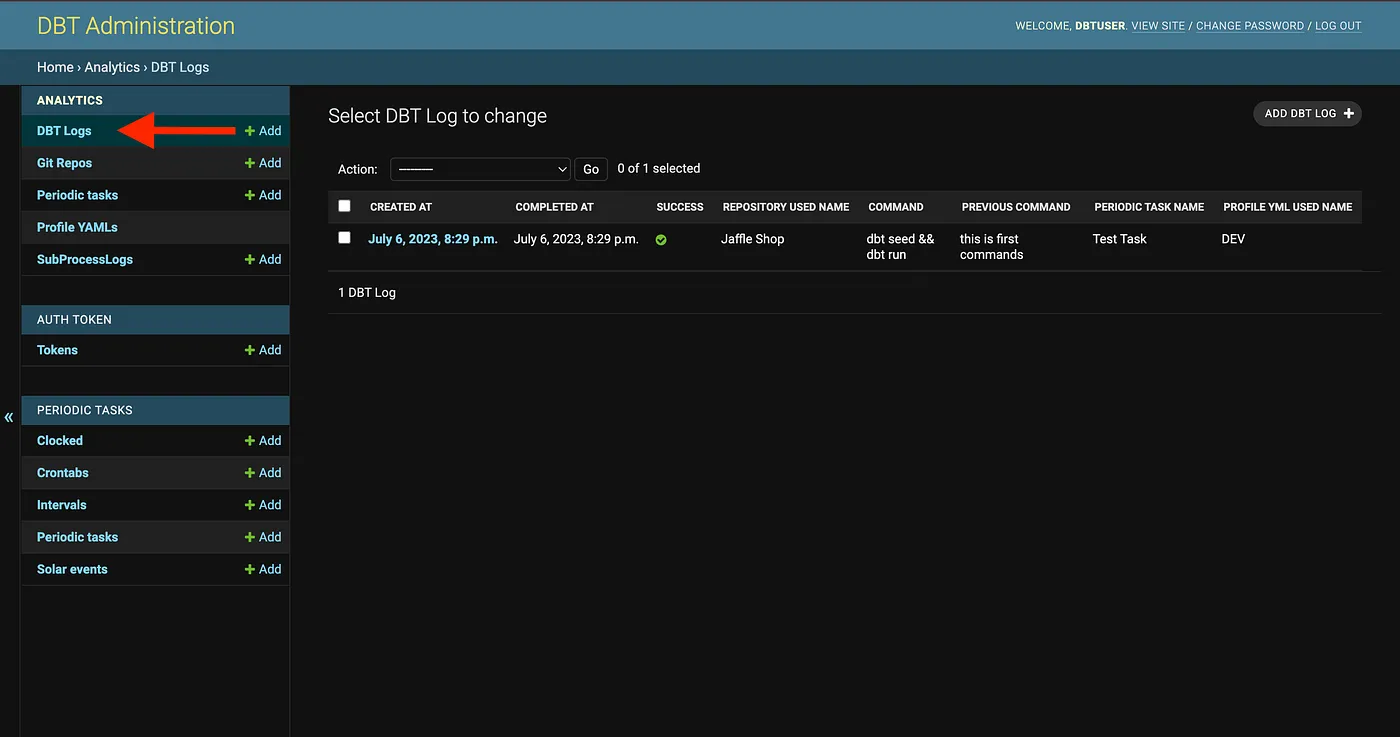 DBT Administration
WELCOME, DBTUSER. VIEW SITE / CHANGE PASSWORD / LOG OUT
Home › Analytics › DBT Logs
ANALYTICS
DBT Logs + Add
Git Repos + Add
Periodic tasks + Add
Profile YAMLs
SubProcessLogs + Add
AUTH TOKEN
Tokens + Add
PERIODIC TASKS
Clocked + Add
Crontabs + Add
Intervals + Add
Periodic tasks + Add
Solar events + Add
«
Select DBT Log to change
ADD DBT LOG +
Action: --------- Go 0 of 1 selected
CREATED AT COMPLETED AT SUCCESS REPOSITORY USED NAME COMMAND PREVIOUS COMMAND PERIODIC TASK NAME PROFILE YML USED NAME
July 6, 2023, 8:29 p.m. July 6, 2023, 8:29 p.m. Jaffle Shop dbt seed && this is first Test Task DEV
dbt run commands
1 DBT Log